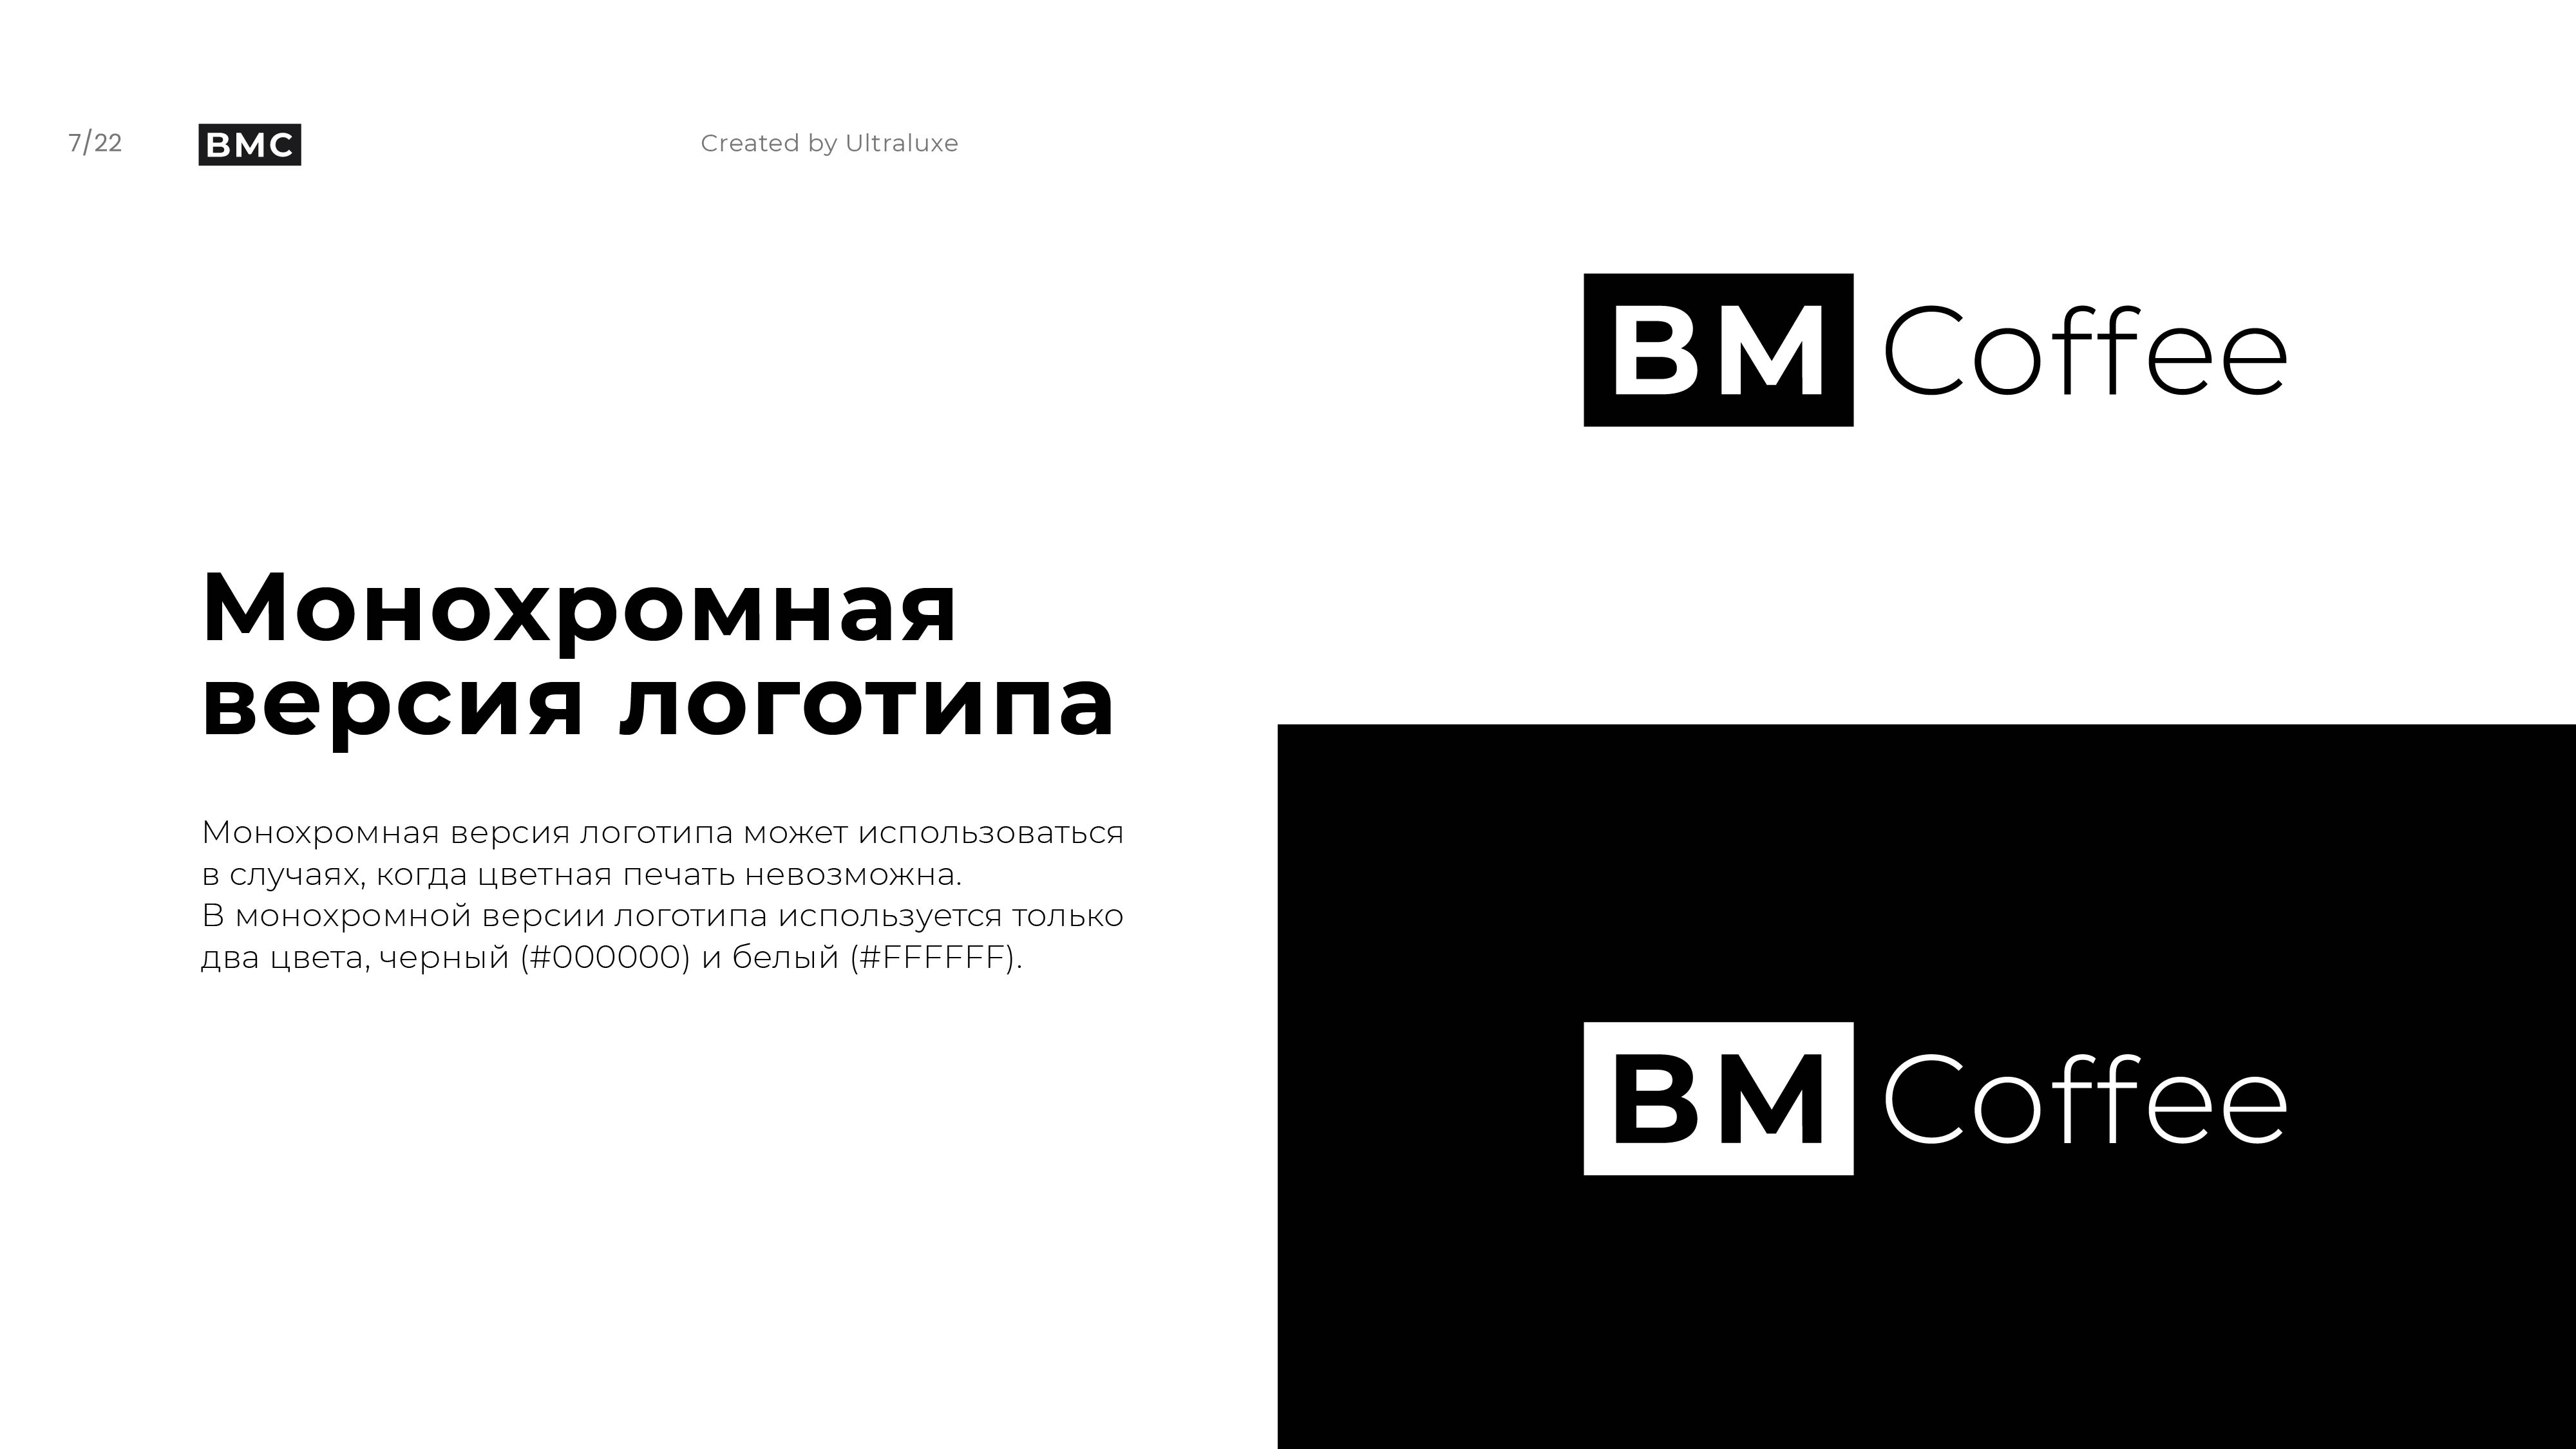 7/22
BMC
Created by Ultraluxe
BM Coffee
Монохромная
версия логотипа
Монохромная версия логотипа может использоваться
в случаях, когда цветная печать невозможна.
В монохромной версии логотипа используется только
два цвета, черный (#000000) и белый (#FFFFFF).
BM Coffee